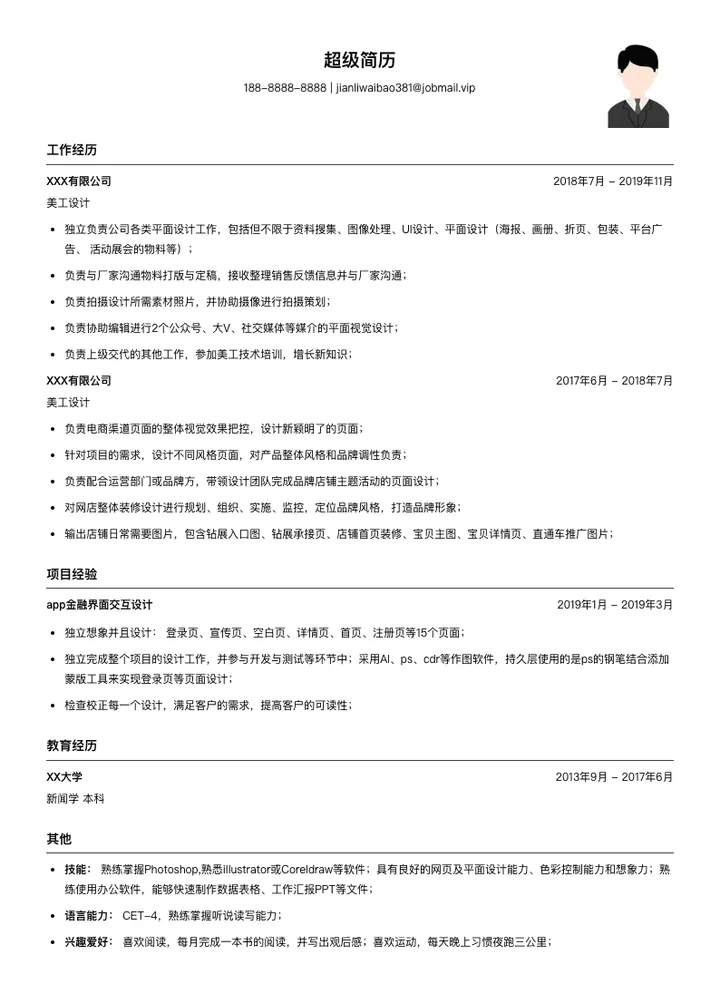 超级简历
188-8888-8888 | jianliwaibao381@jobmail.vip
工作经历
XXX有限公司 2018年7月 – 2019年11月
美工设计
• 独立负责公司各类平面设计工作，包括但不限于资料搜集、图像处理、UI设计、平面设计（海报、画册、折页、包装、平台广
告、 活动展会的物料等）；
• 负责与厂家沟通物料打版与定稿，接收整理销售反馈信息并与厂家沟通；
• 负责拍摄设计所需素材照片，并协助摄像进行拍摄策划；
• 负责协助编辑进行2个公众号、大V、社交媒体等媒介的平面视觉设计；
• 负责上级交代的其他工作，参加美工技术培训，增长新知识；
XXX有限公司 2017年6月 – 2018年7月
美工设计
• 负责电商渠道页面的整体视觉效果把控，设计新颖明了的页面；
• 针对项目的需求，设计不同风格页面，对产品整体风格和品牌调性负责；
• 负责配合运营部门或品牌方，带领设计团队完成品牌店铺主题活动的页面设计；
• 对网店整体装修设计进行规划、组织、实施、监控，定位品牌风格，打造品牌形象；
• 输出店铺日常需要图片，包含钻展入口图、钻展承接页、店铺首页装修、宝贝主图、宝贝详情页、直通车推广图片；
项目经验
app金融界面交互设计 2019年1月 – 2019年3月
• 独立想象并且设计： 登录页、宣传页、空白页、详情页、首页、注册页等15个页面；
• 独立完成整个项目的设计工作，并参与开发与测试等环节中；采用AI、ps、cdr等作图软件，持久层使用的是ps的钢笔结合添加
蒙版工具来实现登录页等页面设计；
• 检查校正每一个设计，满足客户的需求，提高客户的可读性；
教育经历
XX大学 2013年9月 – 2017年6月
新闻学 本科
其他
• 技能： 熟练掌握Photoshop,熟悉illustrator或Coreldraw等软件；具有良好的网页及平面设计能力、色彩控制能力和想象力；熟
练使用办公软件，能够快速制作数据表格、工作汇报PPT等文件；
• 语言能力： CET-4，熟练掌握听说读写能力；
• 兴趣爱好： 喜欢阅读，每月完成一本书的阅读，并写出观后感；喜欢运动，每天晚上习惯夜跑三公里；